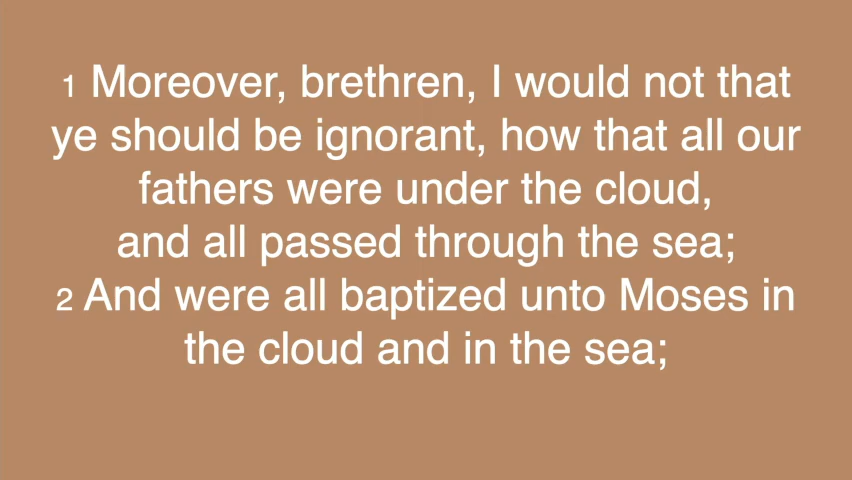 1 Moreover, brethren, I would not that
ye should be ignorant, how that all our
fathers were under the cloud,
and all passed through the sea;
2 And were all baptized unto Moses in
the cloud and in the sea;